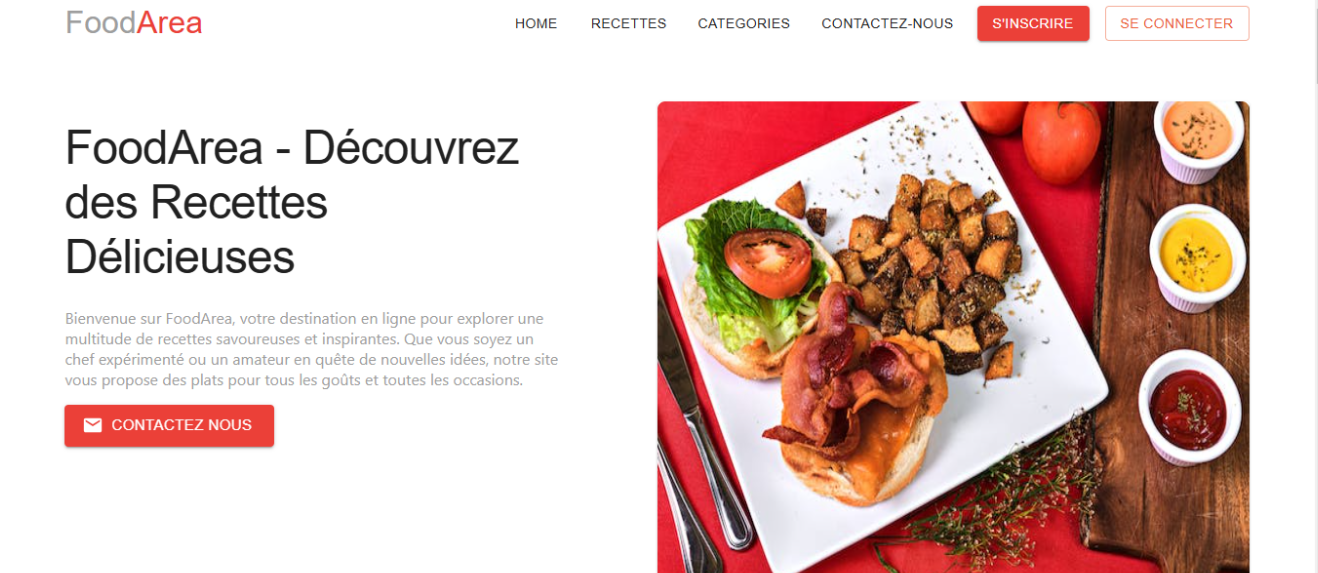 FoodArea
HOME RECETTES CATEGORIES CONTACTEZ-NOUS S'INSCRIRE SE CONNECTER
FoodArea - Découvrez
des Recettes
Délicieuses
Bienvenue sur FoodArea, votre destination en ligne pour explorer une
multitude de recettes savoureuses et inspirantes. Que vous soyez un
chef expérimenté ou un amateur en quête de nouvelles idées, notre site
vous propose des plats pour tous les goûts et toutes les occasions.
CONTACTEZ NOUS